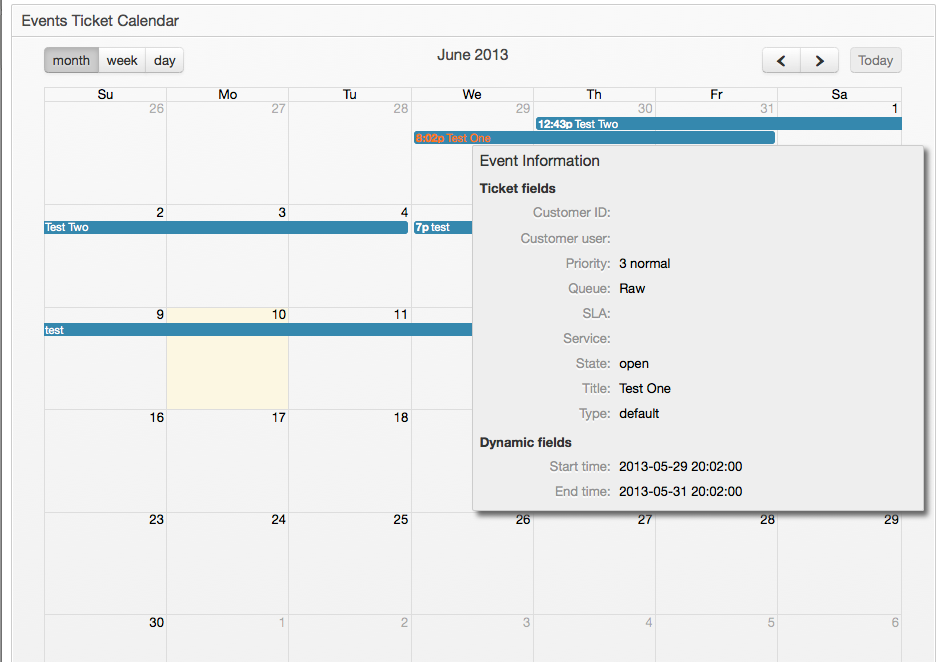 Events Ticket Calendar
month week day June 2013 Today
Su Mo Tu We Th Fr Sa
26 27 28 29 30 31 1
12:43p Test Two
8:02p Test One
Event Information
Ticket fields
Customer ID:
Customer user:
Priority: 3 normal
Queue: Raw
SLA:
Service:
State: open
Title: Test One
Type: default
Dynamic fields
Start time: 2013-05-29 20:02:00
End time: 2013-05-31 20:02:00
2 3 4
Test Two 7p test
9 10 11
test
16 17 18
23 24 25 26 27 28 29
30 1 2 3 4 5 6